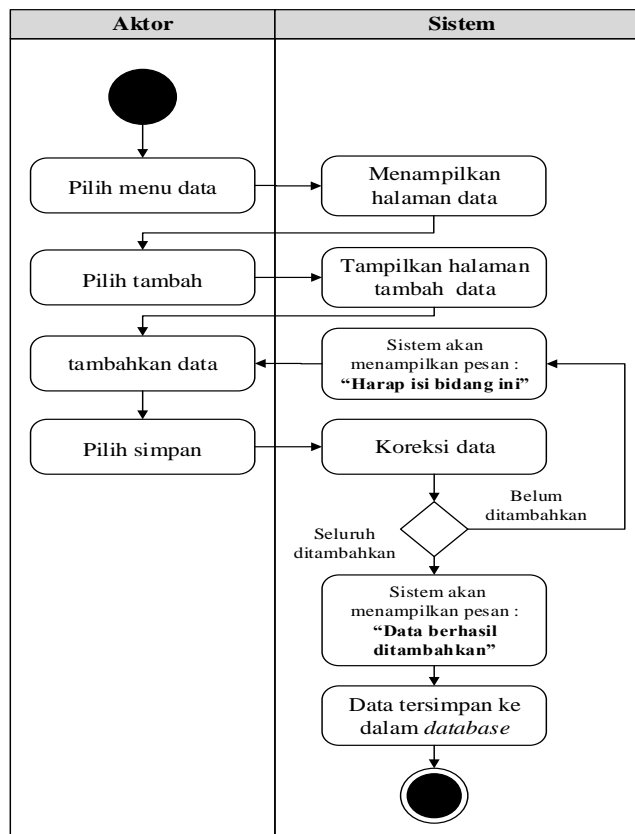 Aktor
Sistem
Pilih menu data
Menampilkan
halaman data
Pilih tambah
Tampilkan halaman
tambah data
tambahkan data
Sistem akan
menampilkan pesan :
“Harap isi bidang ini”
Pilih simpan
Koreksi data
Belum
ditambahkan
Seluruh
ditambahkan
Sistem akan
menampilkan pesan :
“Data berhasil
ditambahkan”
Data tersimpan ke
dalam database